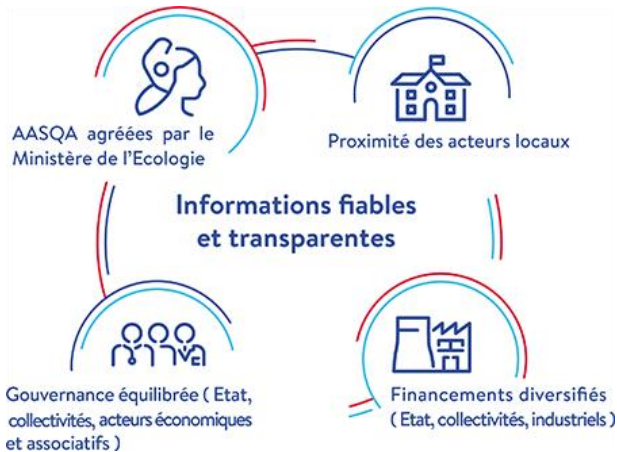 AASQA agréées par le
Ministère de l'Ecologie
Proximité des acteurs locaux
Informations fiables
et transparentes
Gouvernance équilibrée ( Etat,
collectivités, acteurs économiques
et associatifs )
Financements diversifiés
( Etat, collectivités, industriels )